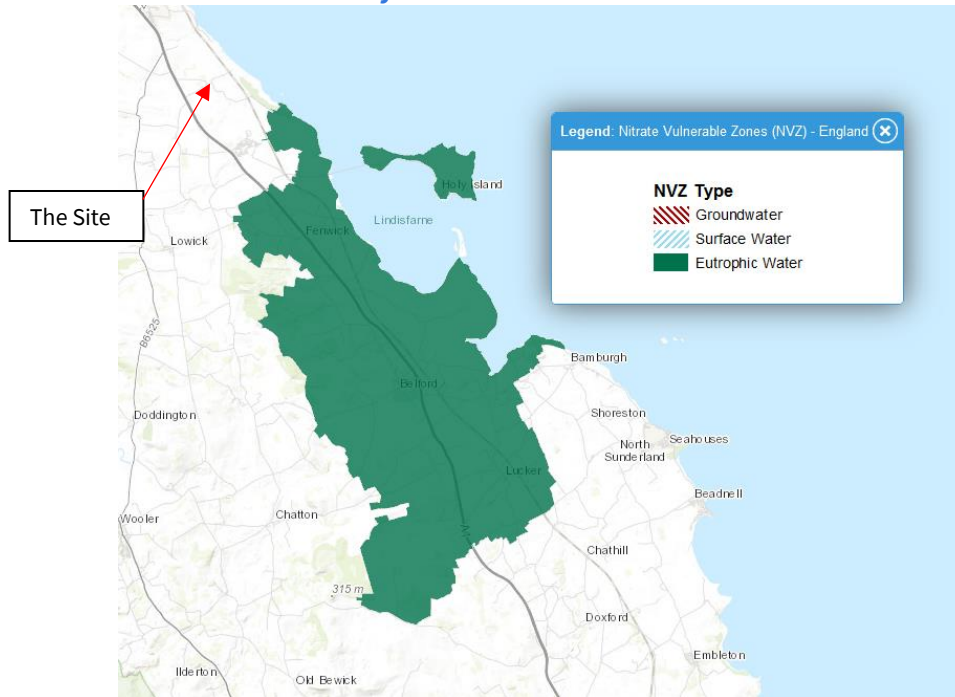 Legend: Nitrate Vulnerable Zones (NVZ) - England
NVZ Type
Groundwater
Surface Water
Eutrophic Water
The Site
Holy Island
Lindisfarne
Fenwick
Lowick
B6525
Bamburgh
Belford
Doddington
Shoreston
North
Sunderland
Seahouses
Lucker
Beadnell
Chatton
Wooler
A1
Chathill
315 m
Doxford
Embleton
Ilderton
Old Bewick